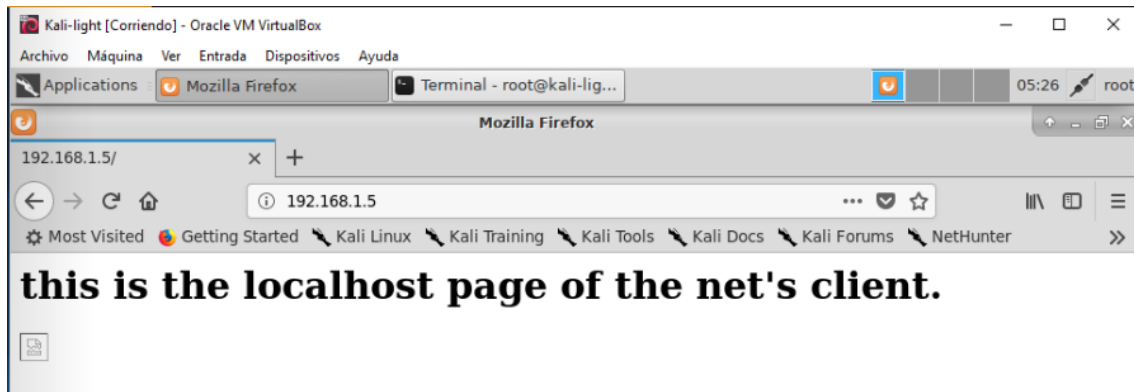 Kali-light [Corriendo] - Oracle VM VirtualBox
Archivo Máquina Ver Entrada Dispositivos Ayuda
Applications Mozilla Firefox Terminal - root@kali-lig... 05:26 root
Mozilla Firefox
192.168.1.5/
192.168.1.5
Most Visited Getting Started Kali Linux Kali Training Kali Tools Kali Docs Kali Forums NetHunter
this is the localhost page of the net's client.